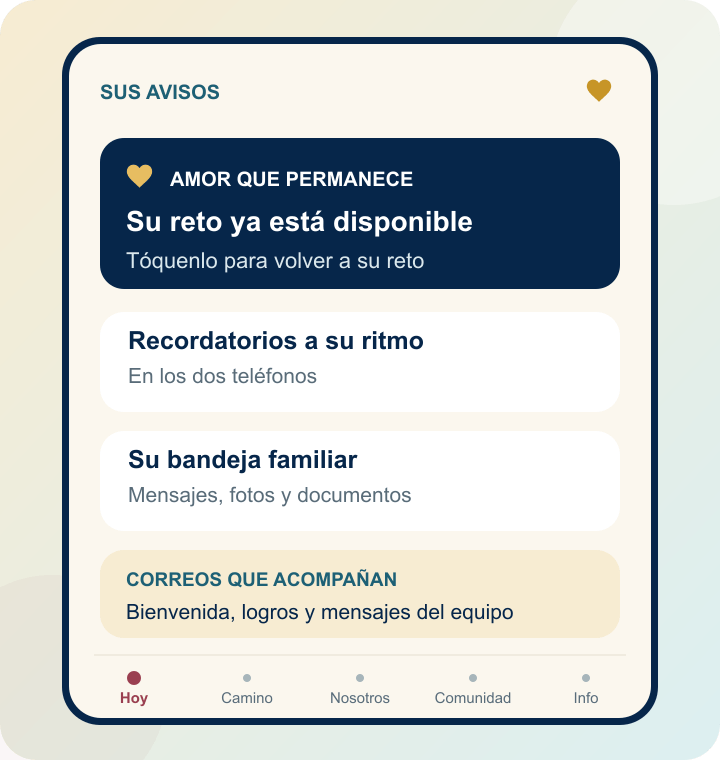 SUS AVISOS
AMOR QUE PERMANECE
Su reto ya está disponible
Tóquenlo para volver a su reto
Recordatorios a su ritmo
En los dos teléfonos
Su bandeja familiar
Mensajes, fotos y documentos
CORREOS QUE ACOMPAÑAN
Bienvenida, logros y mensajes del equipo
Hoy Camino Nosotros Comunidad Info